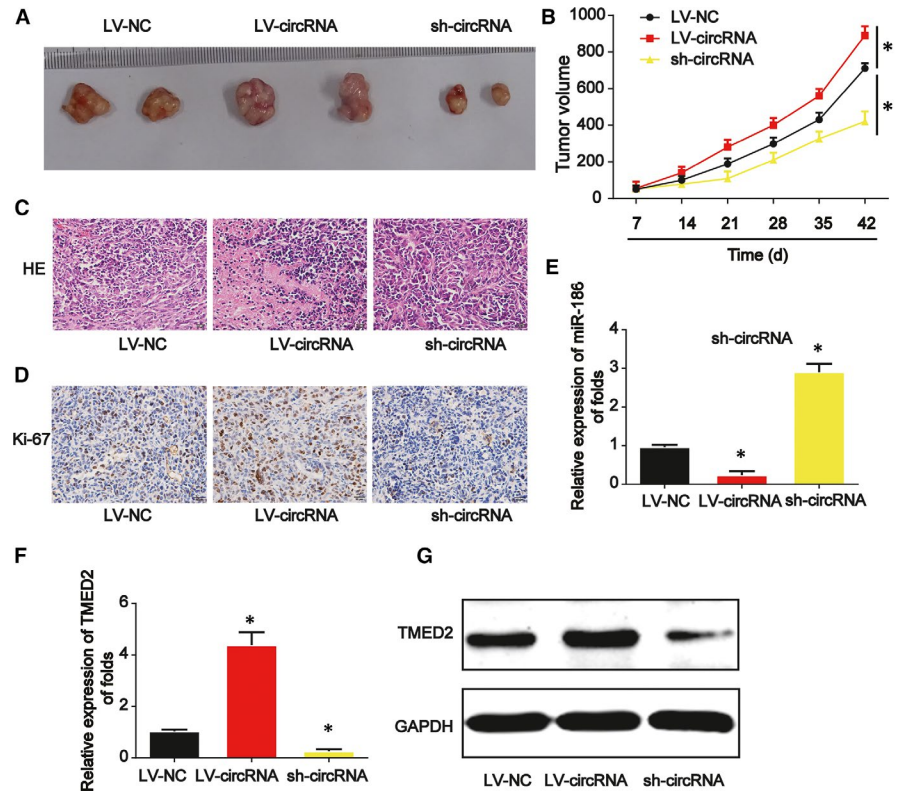 A
LV-NC LV-circRNA sh-circRNA
B
LV-NC
LV-circRNA
sh-circRNA
Tumor volume
1000
800
600
400
200
0
7 14 21 28 35 42
Time (d)
*
*
C
HE
LV-NC LV-circRNA sh-circRNA
D
Ki-67
LV-NC LV-circRNA sh-circRNA
E
Relative expression of miR-186
of folds
sh-circRNA
4
3
2
1
0
*
*
LV-NC LV-circRNA sh-circRNA
F
Relative expression of TMED2
of folds
6
4
2
0
*
*
LV-NC LV-circRNA sh-circRNA
G
TMED2
GAPDH
LV-NC LV-circRNA sh-circRNA